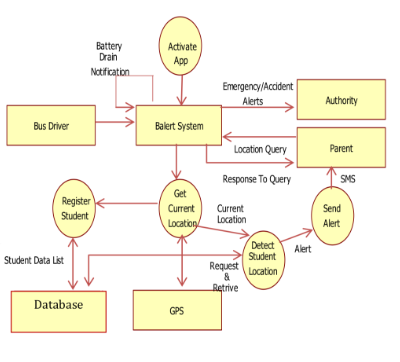 Battery
Drain
Notification
Activate
App
Emergency/Accident
Alerts
Authority
Bus Driver
Balert System
Location Query
Parent
Response To Query
SMS
Register
Student
Get
Current
Location
Current
Location
Send
Alert
Detect
Student
Location
Alert
Student Data List
Request
&
Retrive
Database
GPS